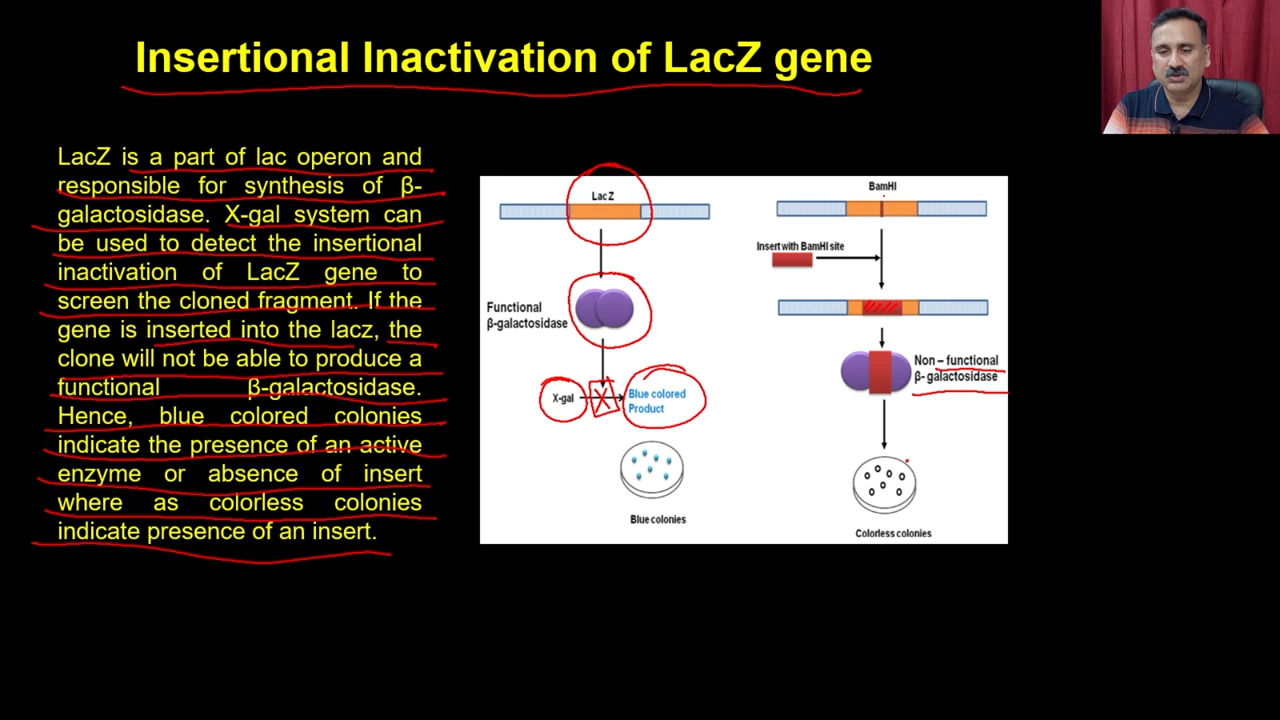 Insertional Inactivation of LacZ gene
LacZ is a part of lac operon and
responsible for synthesis of β-
galactosidase. X-gal system can
be used to detect the insertional
inactivation of LacZ gene to
screen the cloned fragment. If the
gene is inserted into the lacz, the
clone will not be able to produce a
functional β-galactosidase.
Hence, blue colored colonies
indicate the presence of an active
enzyme or absence of insert
where as colorless colonies
indicate presence of an insert.
Lac Z
Functional
β-galactosidase
X-gal
X
Blue colored
Product
Blue colonies
BamHI
Insert with BamHI site
Non – functional
β- galactosidase
Colorless colonies